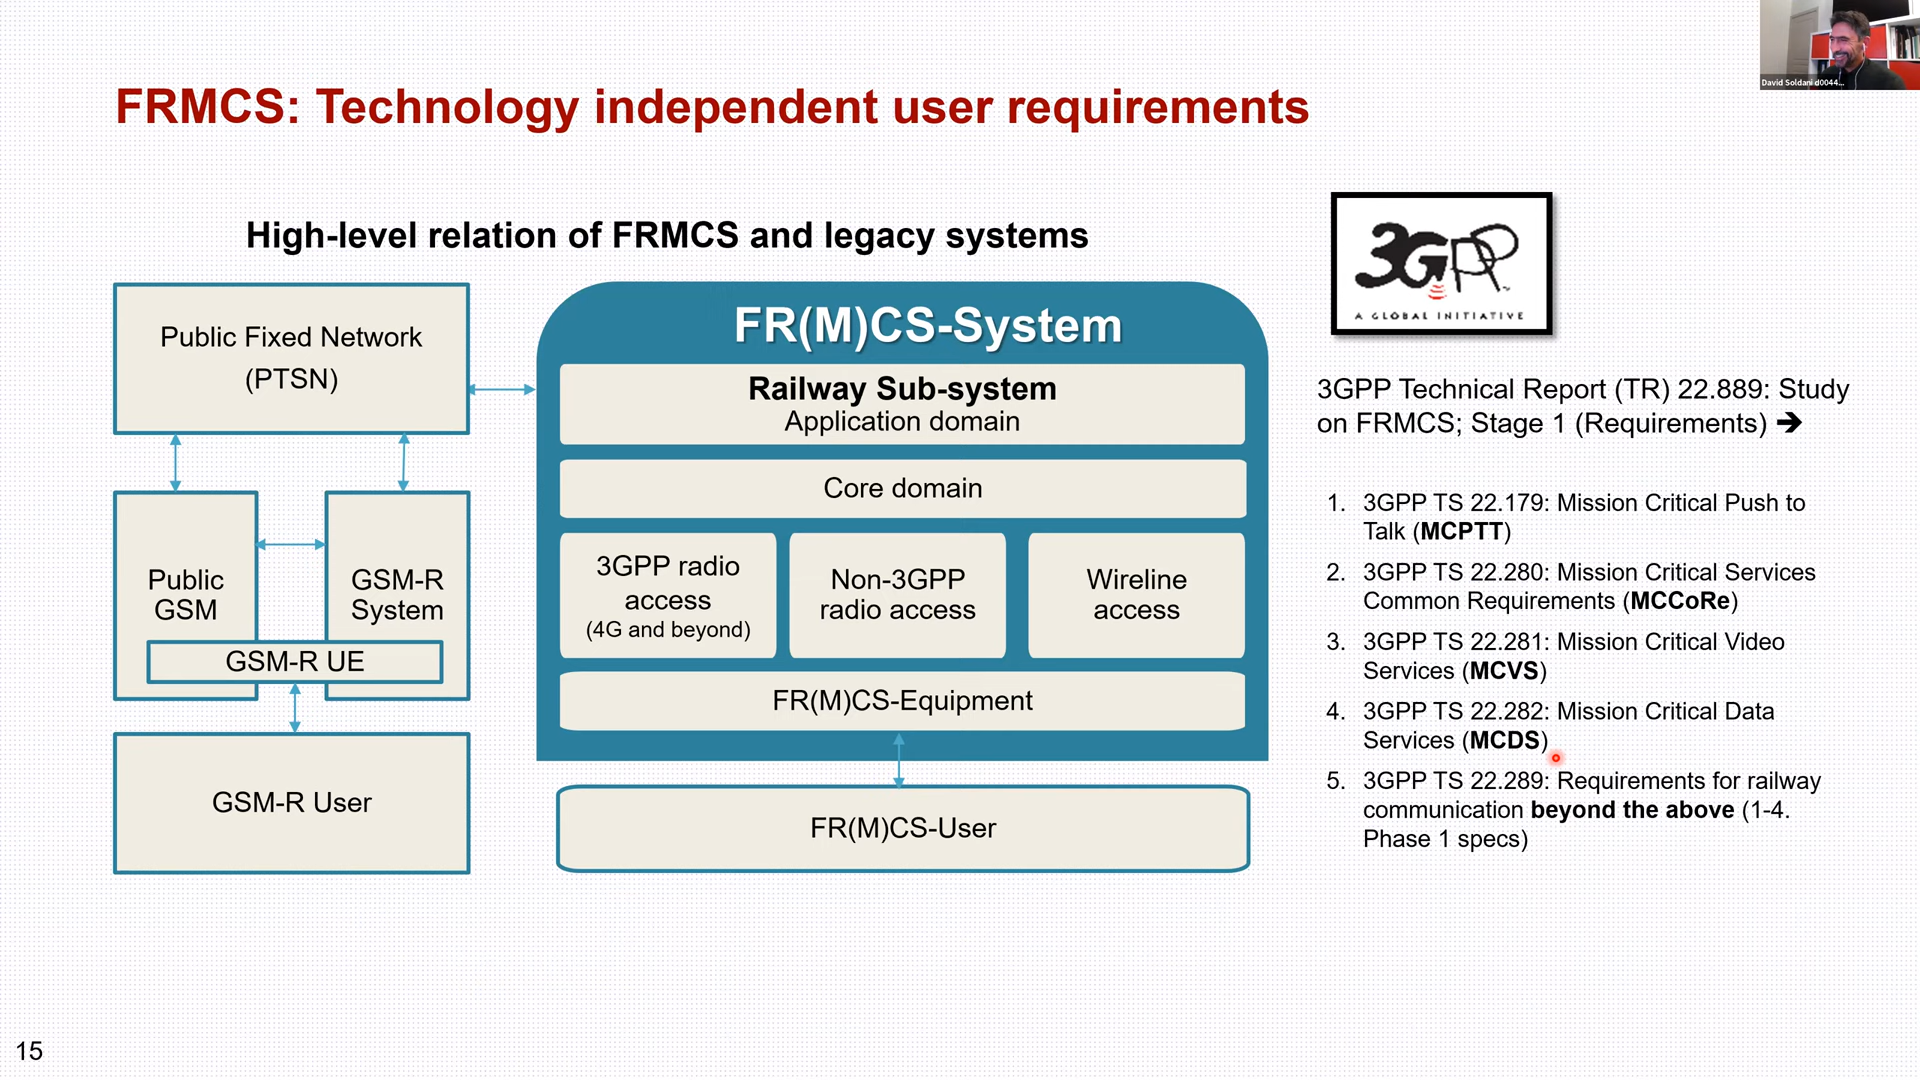 David Soldani d0044...
FRMCS: Technology independent user requirements
High-level relation of FRMCS and legacy systems
Public Fixed Network
(PTSN)
Public
GSM
GSM-R
System
GSM-R UE
GSM-R User
FR(M)CS-System
Railway Sub-system
Application domain
Core domain
3GPP radio
access
(4G and beyond)
Non-3GPP
radio access
Wireline
access
FR(M)CS-Equipment
FR(M)CS-User
3GPP
A GLOBAL INITIATIVE
3GPP Technical Report (TR) 22.889: Study
on FRMCS; Stage 1 (Requirements) ➔
1. 3GPP TS 22.179: Mission Critical Push to
Talk (MCPTT)
2. 3GPP TS 22.280: Mission Critical Services
Common Requirements (MCCoRe)
3. 3GPP TS 22.281: Mission Critical Video
Services (MCVS)
4. 3GPP TS 22.282: Mission Critical Data
Services (MCDS)
5. 3GPP TS 22.289: Requirements for railway
communication beyond the above (1-4.
Phase 1 specs)
15